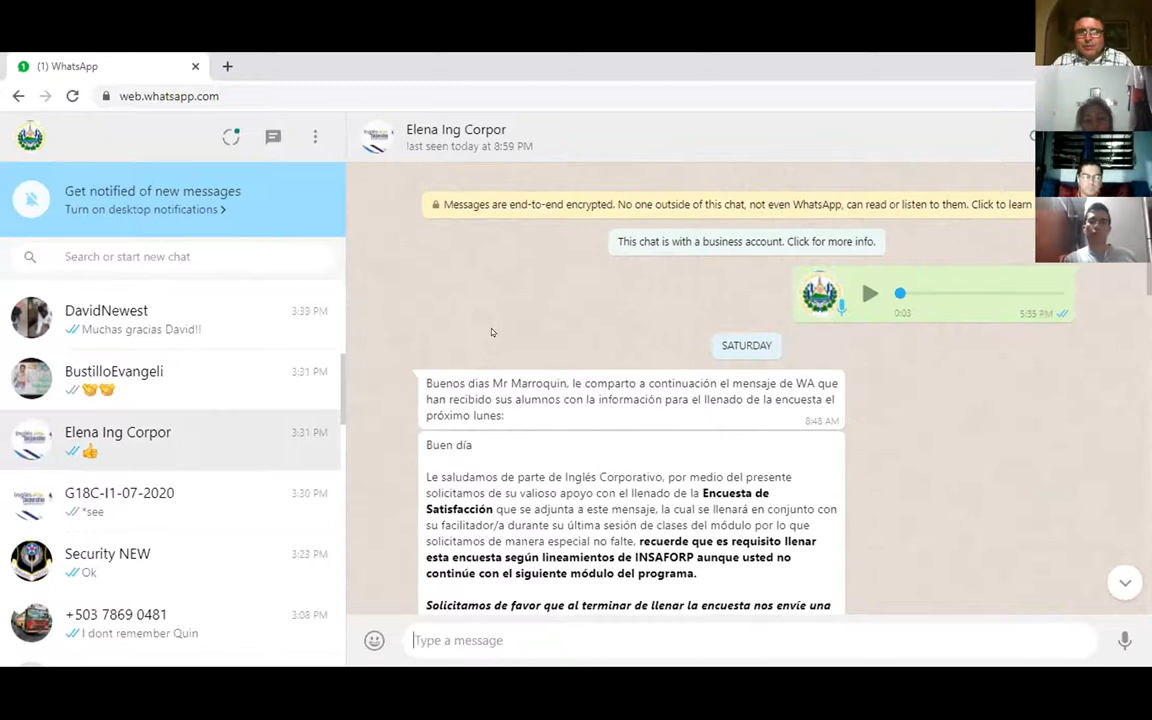 (1) WhatsApp
web.whatsapp.com
Get notified of new messages
Turn on desktop notifications
Search or start new chat
DavidNewest 3:39 PM
Muchas gracias David!!
BustilloEvangeli 3:31 PM
Elena Ing Corpor 3:31 PM
G18C-I1-07-2020 3:30 PM
*see
Security NEW 3:23 PM
Ok
+503 7869 0481 3:08 PM
I dont remember Quin
Elena Ing Corpor
last seen today at 8:59 PM
Messages are end-to-end encrypted. No one outside of this chat, not even WhatsApp, can read or listen to them. Click to learn
This chat is with a business account. Click for more info.
0:03 5:35 PM
SATURDAY
Buenos dias Mr Marroquin, le comparto a continuación el mensaje de WA que
han recibido sus alumnos con la información para el llenado de la encuesta el
próximo lunes:
8:48 AM
Buen día
Le saludamos de parte de Inglés Corporativo, por medio del presente
solicitamos de su valioso apoyo con el llenado de la Encuesta de
Satisfacción que se adjunta a este mensaje, la cual se llenará en conjunto con
su facilitador/a durante su última sesión de clases del módulo por lo que
solicitamos de manera especial no falte, recuerde que es requisito llenar
esta encuesta según lineamientos de INSAFORP aunque usted no
continúe con el siguiente módulo del programa.
Solicitamos de favor que al terminar de llenar la encuesta nos envíe una
Type a message